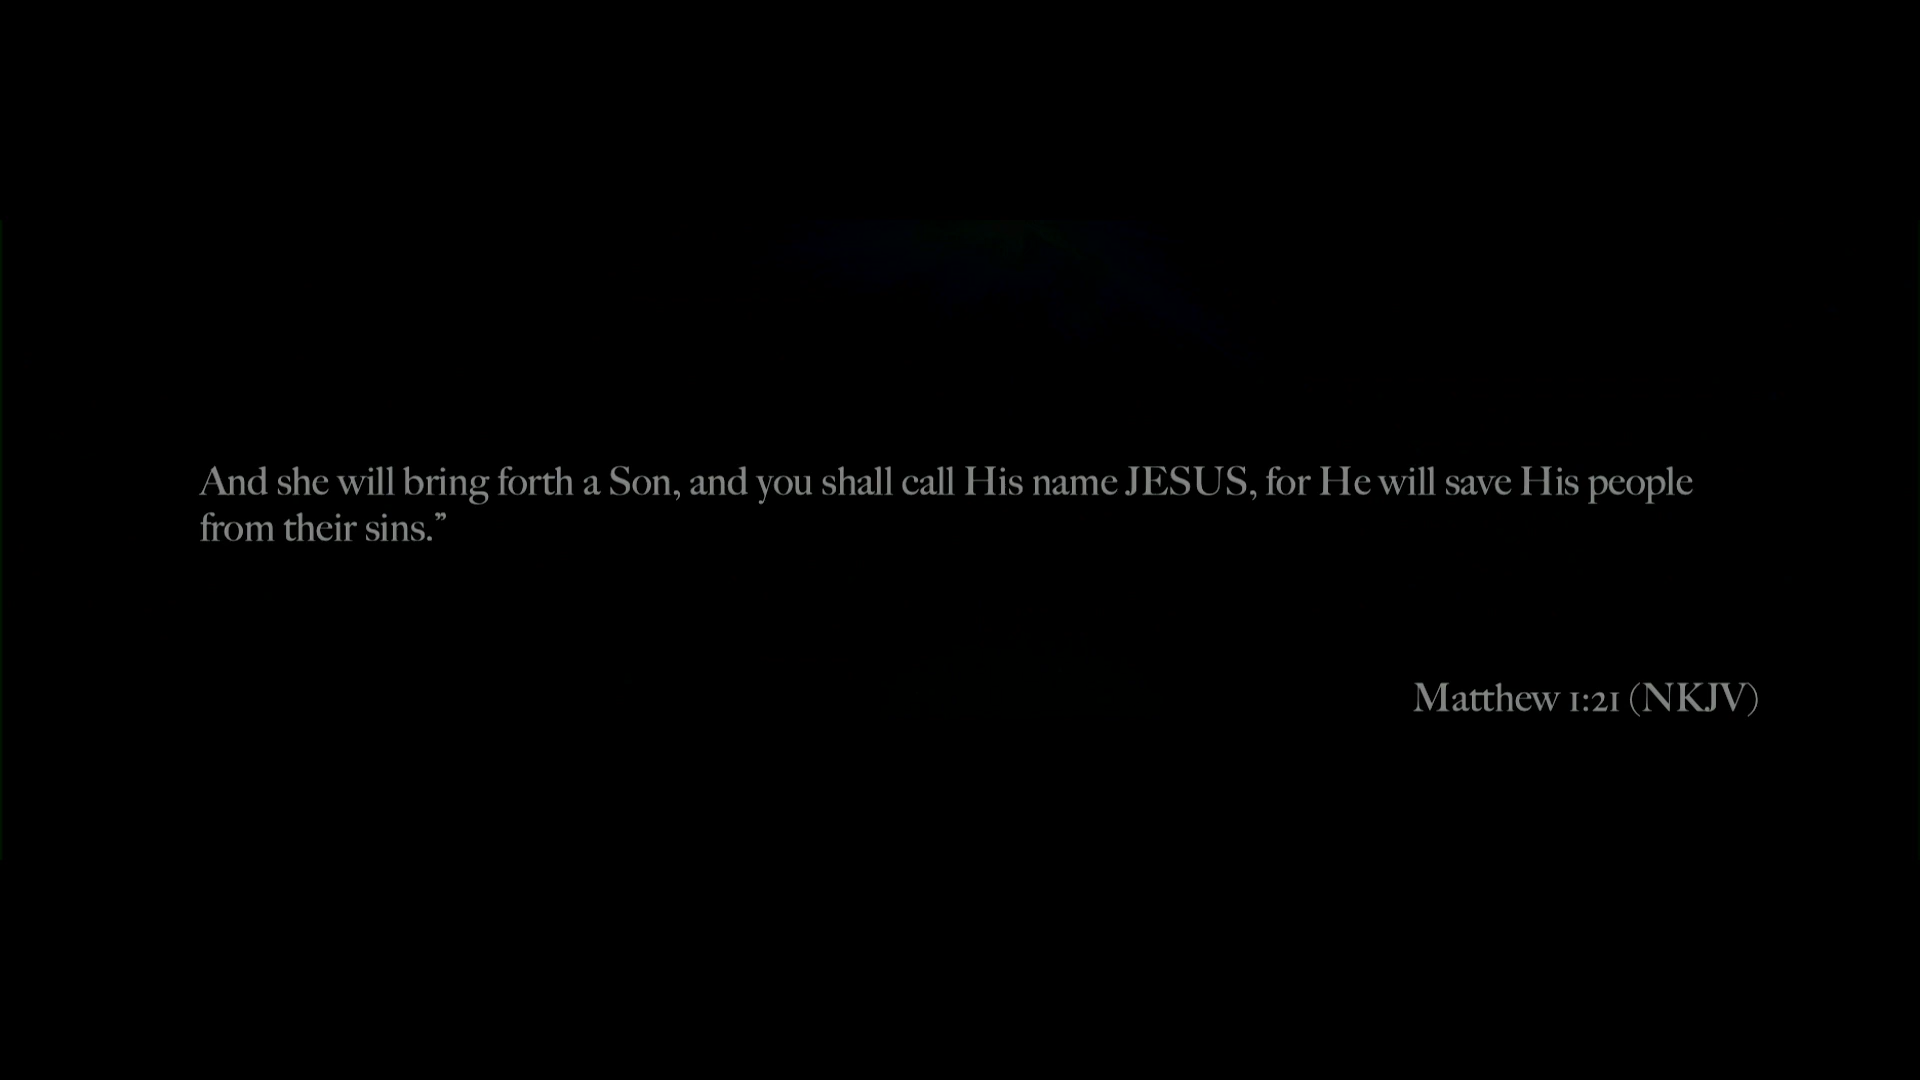 And she will bring forth a Son, and you shall call His name JESUS, for He will save His people
from their sins.”
Matthew 1:21 (NKJV)